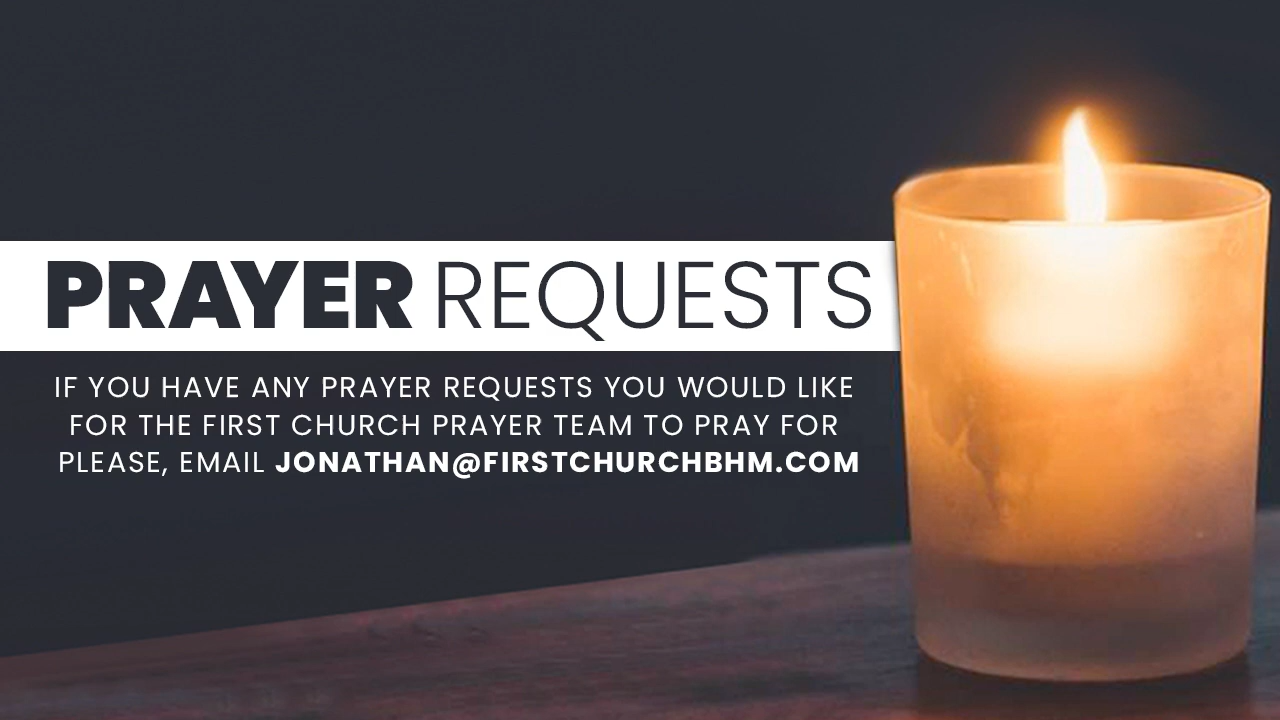 PRAYER REQUESTS
IF YOU HAVE ANY PRAYER REQUESTS YOU WOULD LIKE
FOR THE FIRST CHURCH PRAYER TEAM TO PRAY FOR
PLEASE, EMAIL JONATHAN@FIRSTCHURCHBHM.COM